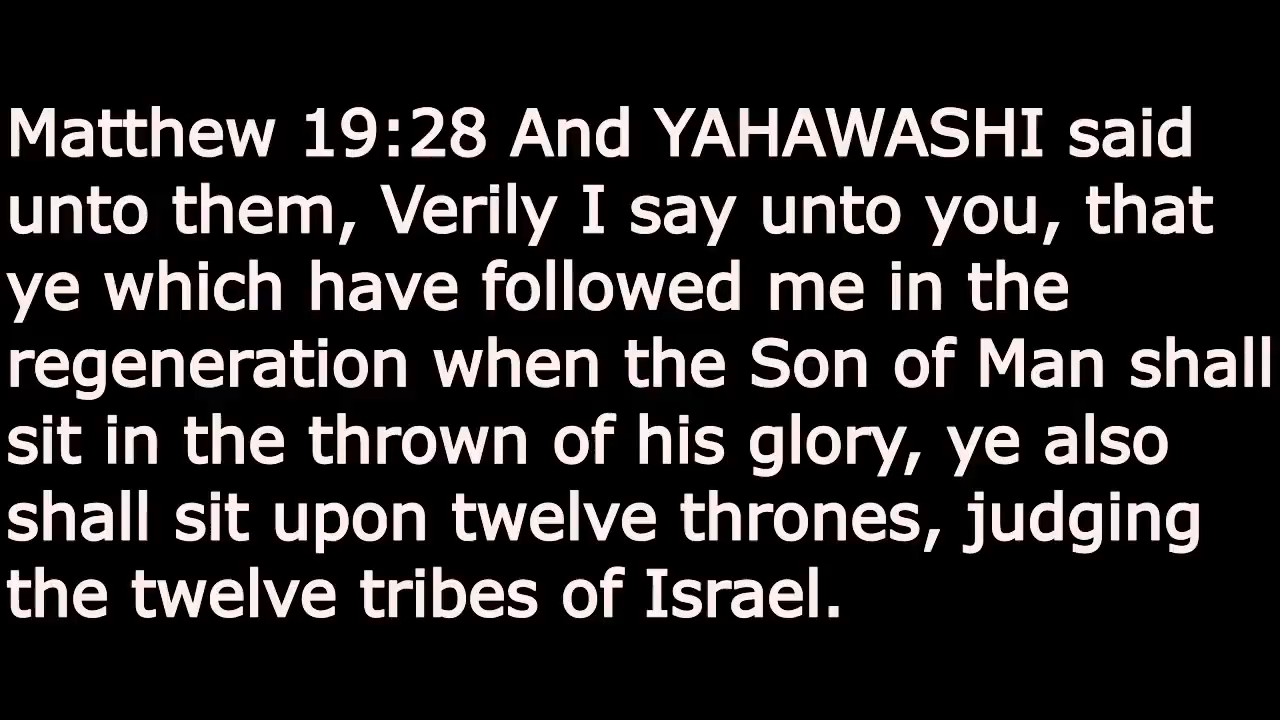 Matthew 19:28 And YAHAWASHI said
unto them, Verily I say unto you, that
ye which have followed me in the
regeneration when the Son of Man shall
sit in the thrown of his glory, ye also
shall sit upon twelve thrones, judging
the twelve tribes of Israel.